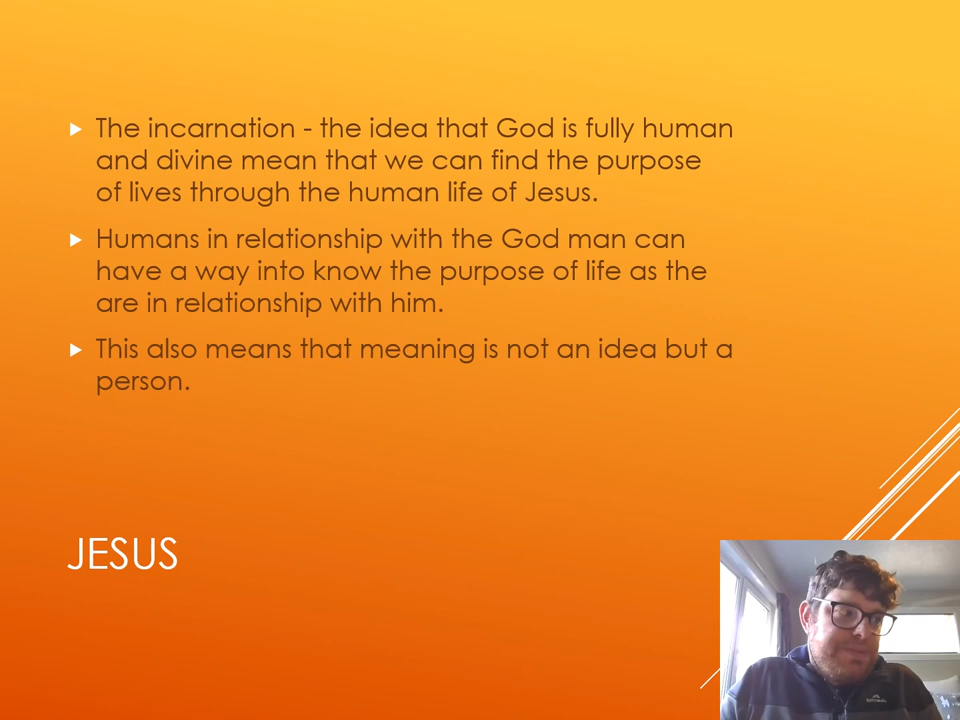 The incarnation - the idea that God is fully human
and divine mean that we can find the purpose
of lives through the human life of Jesus.
Humans in relationship with the God man can
have a way into know the purpose of life as the
are in relationship with him.
This also means that meaning is not an idea but a
person.
JESUS